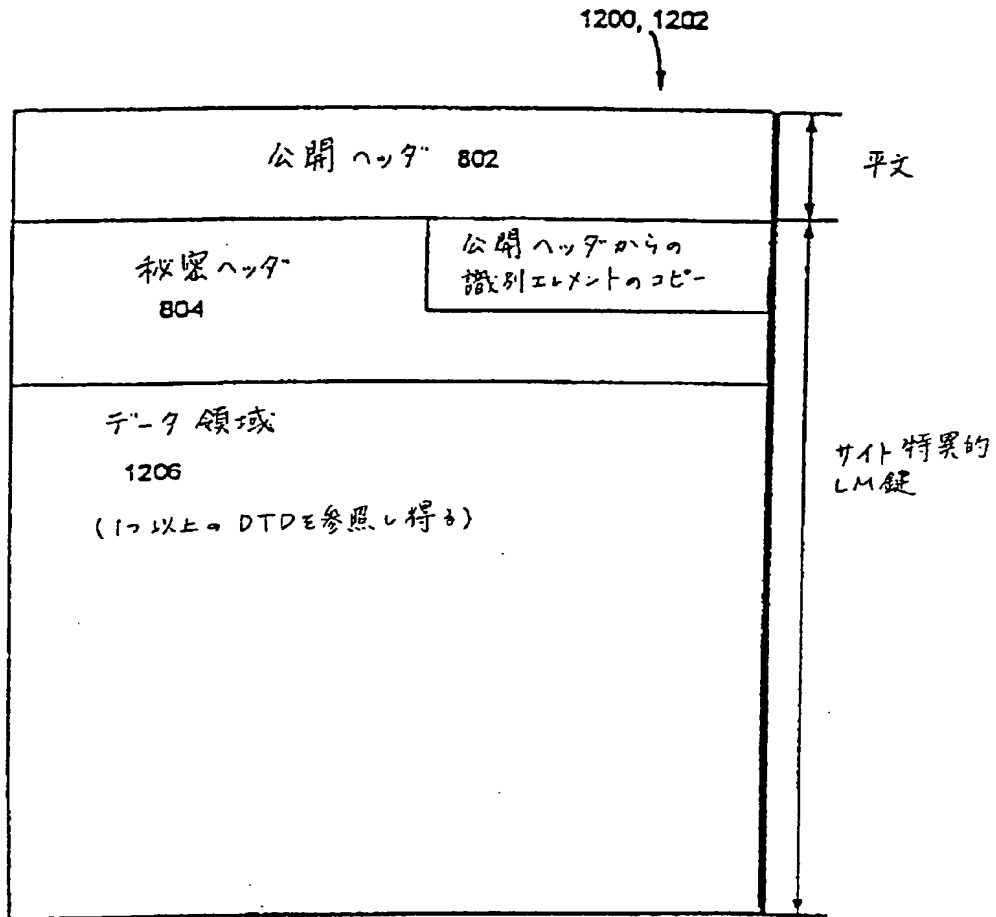 1200, 1202
公開ヘッダ 802
平文
秘密ヘッダ
804
公開ヘッダからの
識別エレメントのコピー
データ領域
1206
(1つ以上のDTDを参照し得る)
サイト特異的
LM鍵